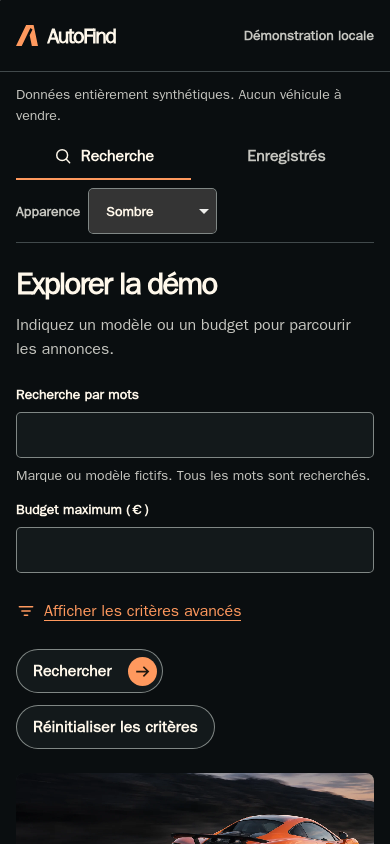 AutoFind
Démonstration locale
Données entièrement synthétiques. Aucun véhicule à
vendre.
Recherche
Enregistrés
Apparence
Sombre
Explorer la démo
Indiquez un modèle ou un budget pour parcourir
les annonces.
Recherche par mots
Marque ou modèle fictifs. Tous les mots sont recherchés.
Budget maximum (€)
Afficher les critères avancés
Rechercher
Réinitialiser les critères